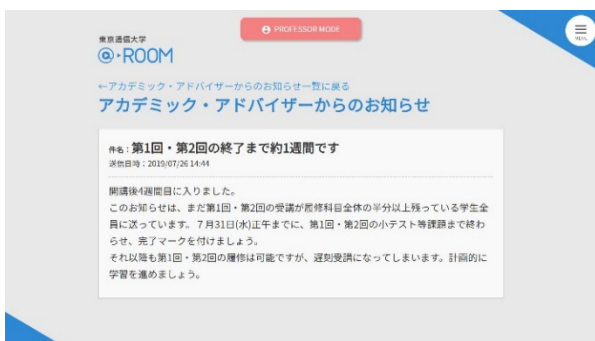 PROFESSOR MODE
東京通信大学
@・ROOM
MENU
←アカデミック・アドバイザーからのお知らせ一覧に戻る
アカデミック・アドバイザーからのお知らせ
件名：第1回・第2回の終了まで約1週間です
送信日時：2019/07/26 14:44
開講後4週間目に入りました。
このお知らせは、まだ第1回・第2回の受講が履修科目全体の半分以上残っている学生全
員に送っています。7月31日(水)正午までに、第1回・第2回の小テスト等課題まで終わ
らせ、完了マークを付けましょう。
それ以降も第1回・第2回の履修は可能ですが、遅刻受講になってしまいます。計画的に
学習を進めましょう。